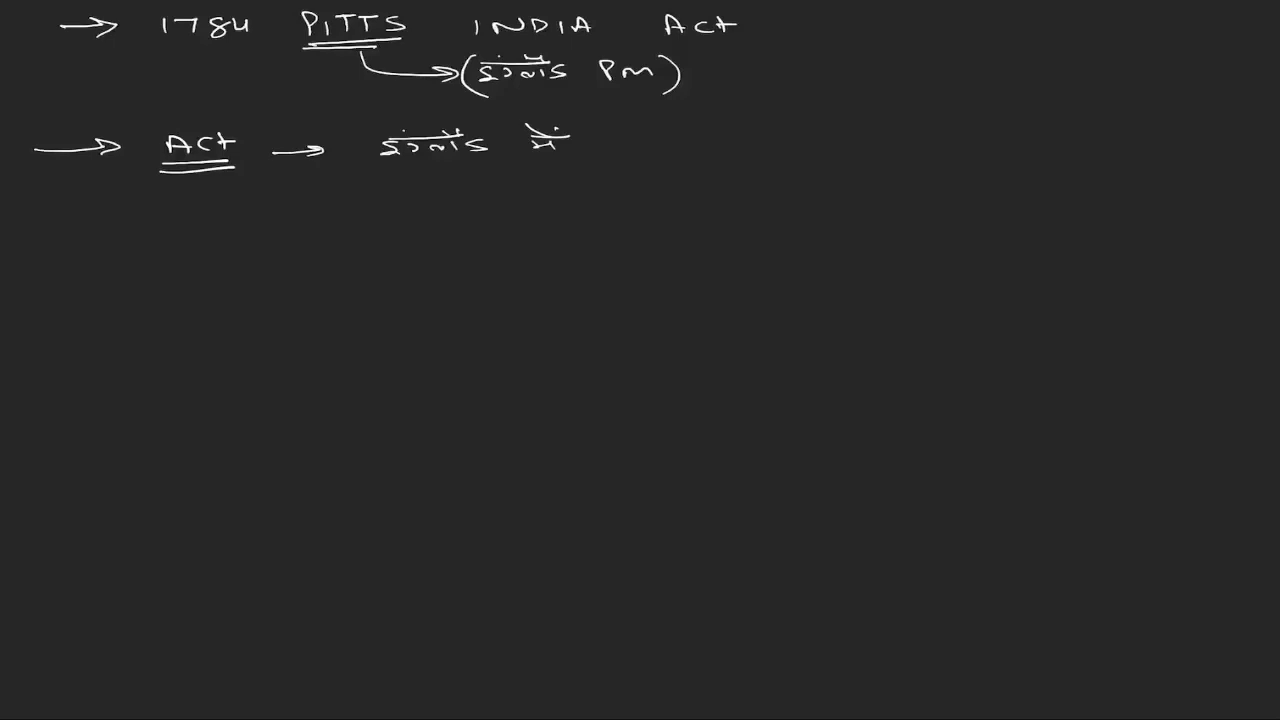 → 1784 PITTS INDIA Act
( PM)
→ Act →